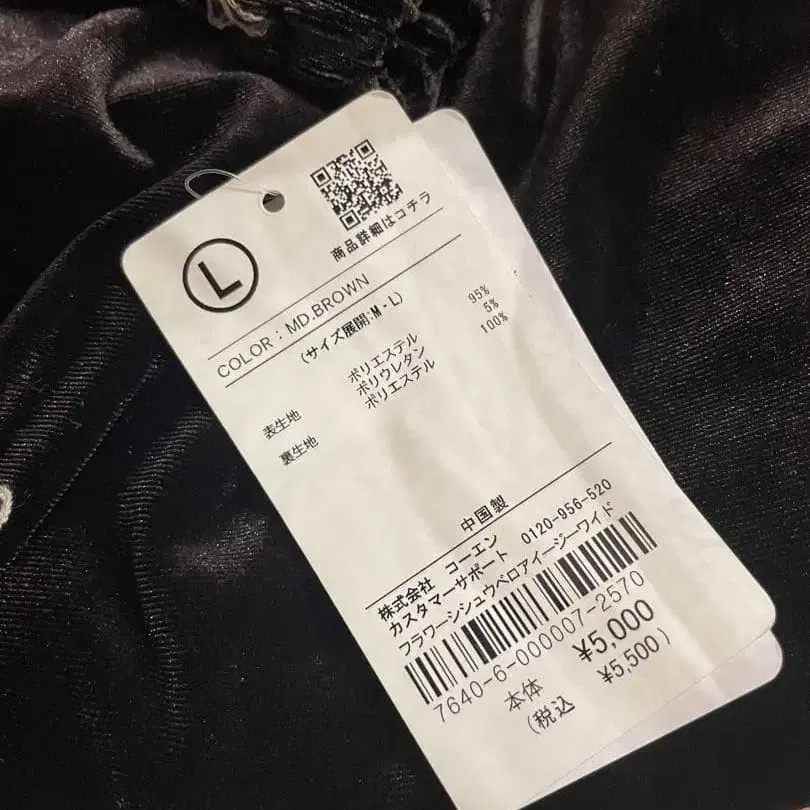 商品詳細はコチラ
L
COLOR：MD.BROWN
(サイズ展開:M・L)
表生地 ポリエステル 95%
ポリウレタン 5%
裏生地 ポリエステル 100%
中国製
株式会社 コーエン
カスタマーサポート 0120-956-520
フラワーシシュウベロアイージーワイド
7640-6-000007-2570
本体 ¥5,000
(税込 ¥5,500)